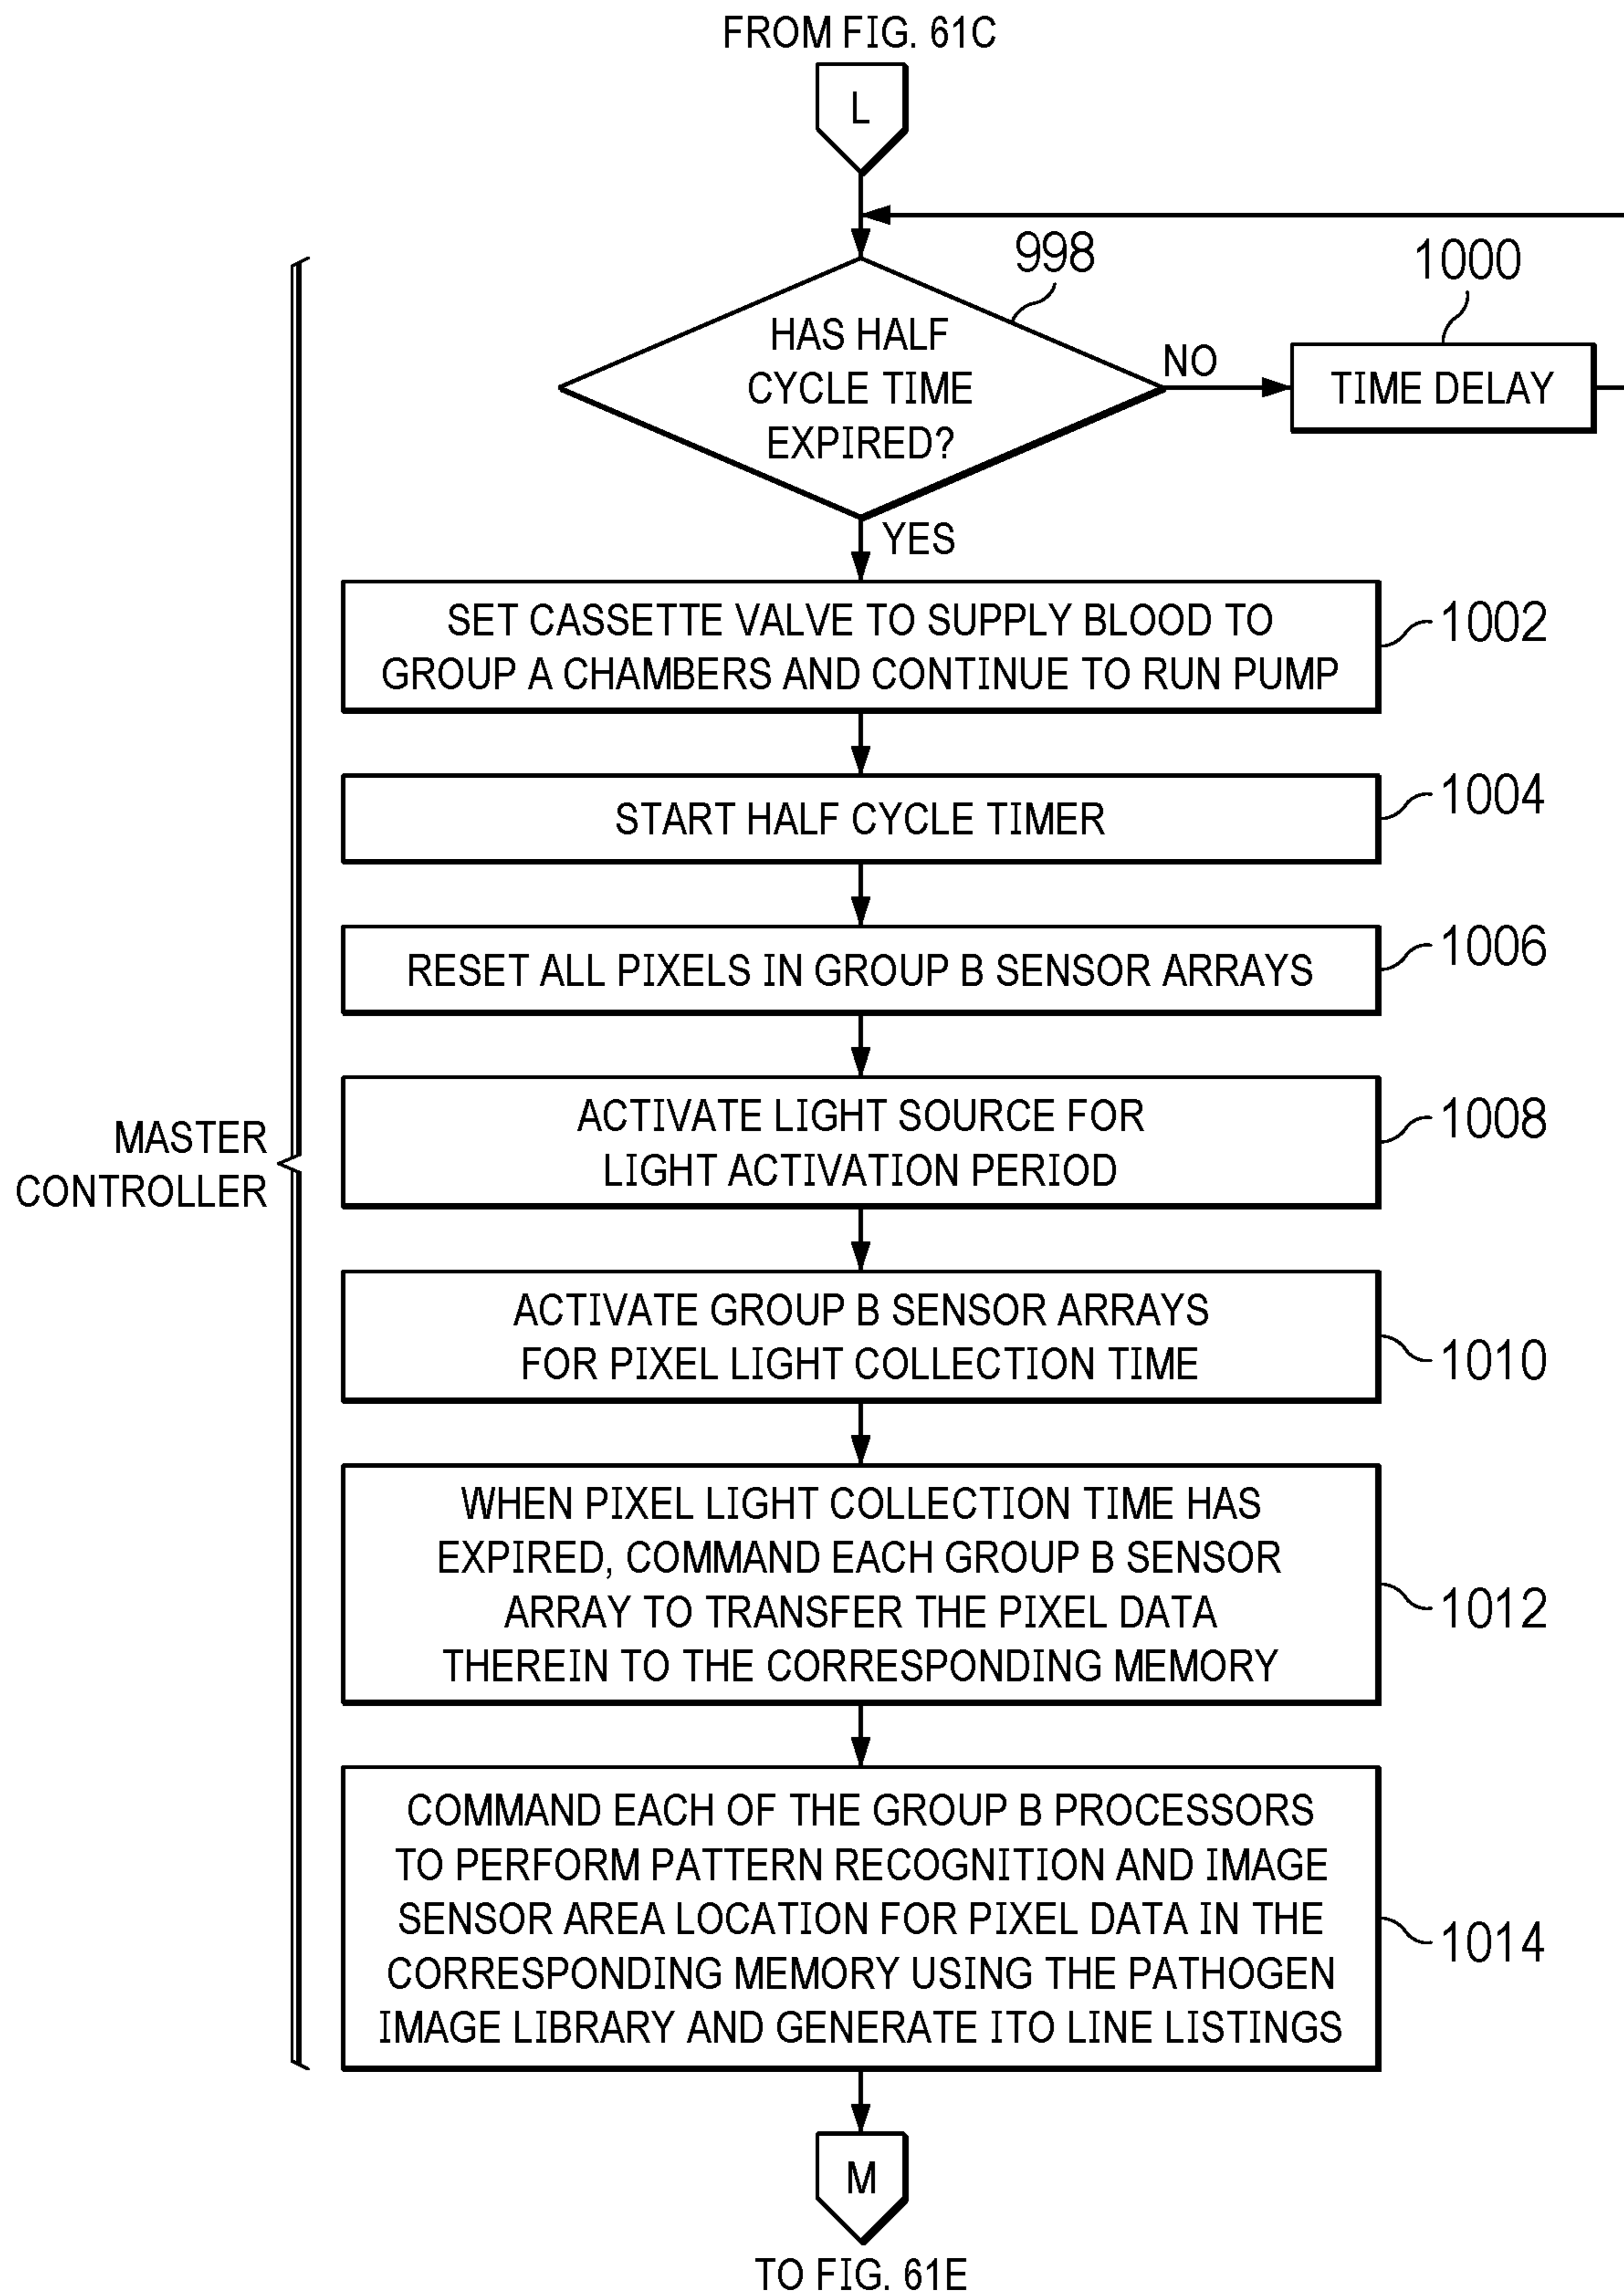 FROM FIG. 61C
L
998
1000
HAS HALF
CYCLE TIME
EXPIRED?
NO
TIME DELAY
YES
SET CASSETTE VALVE TO SUPPLY BLOOD TO
GROUP A CHAMBERS AND CONTINUE TO RUN PUMP
1002
START HALF CYCLE TIMER
1004
RESET ALL PIXELS IN GROUP B SENSOR ARRAYS
1006
MASTER
CONTROLLER
ACTIVATE LIGHT SOURCE FOR
LIGHT ACTIVATION PERIOD
1008
ACTIVATE GROUP B SENSOR ARRAYS
FOR PIXEL LIGHT COLLECTION TIME
1010
WHEN PIXEL LIGHT COLLECTION TIME HAS
EXPIRED, COMMAND EACH GROUP B SENSOR
ARRAY TO TRANSFER THE PIXEL DATA
THEREIN TO THE CORRESPONDING MEMORY
1012
COMMAND EACH OF THE GROUP B PROCESSORS
TO PERFORM PATTERN RECOGNITION AND IMAGE
SENSOR AREA LOCATION FOR PIXEL DATA IN THE
CORRESPONDING MEMORY USING THE PATHOGEN
IMAGE LIBRARY AND GENERATE ITO LINE LISTINGS
1014
M
TO FIG. 61E